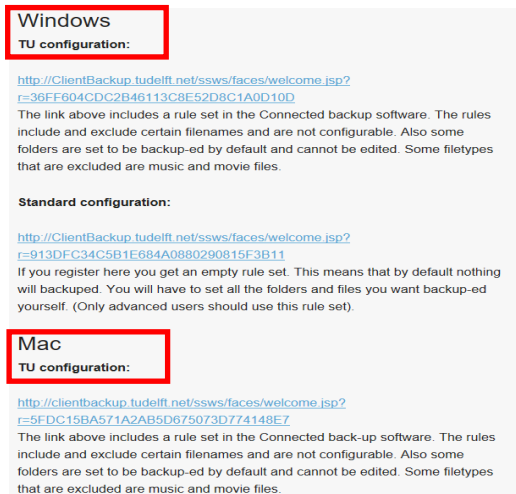 Windows
TU configuration:
http://ClientBackup.tudelft.net/ssws/faces/welcome.jsp?
r=36FF604CDC2B46113C8E52D8C1A0D10D
The link above includes a rule set in the Connected backup software. The rules
include and exclude certain filenames and are not configurable. Also some
folders are set to be backup-ed by default and cannot be edited. Some filetypes
that are excluded are music and movie files.
Standard configuration:
http://ClientBackup.tudelft.net/ssws/faces/welcome.jsp?
r=913DFC34C5B1E684A0880290815F3B11
If you register here you get an empty rule set. This means that by default nothing
will backuped. You will have to set all the folders and files you want backup-ed
yourself. (Only advanced users should use this rule set).
Mac
TU configuration:
http://clientbackup.tudelft.net/ssws/faces/welcome.jsp?
r=5FDC15BA571A2AB5D675073D774148E7
The link above includes a rule set in the Connected back-up software. The rules
include and exclude certain filenames and are not configurable. Also some
folders are set to be backup-ed by default and cannot be edited. Some filetypes
that are excluded are music and movie files.